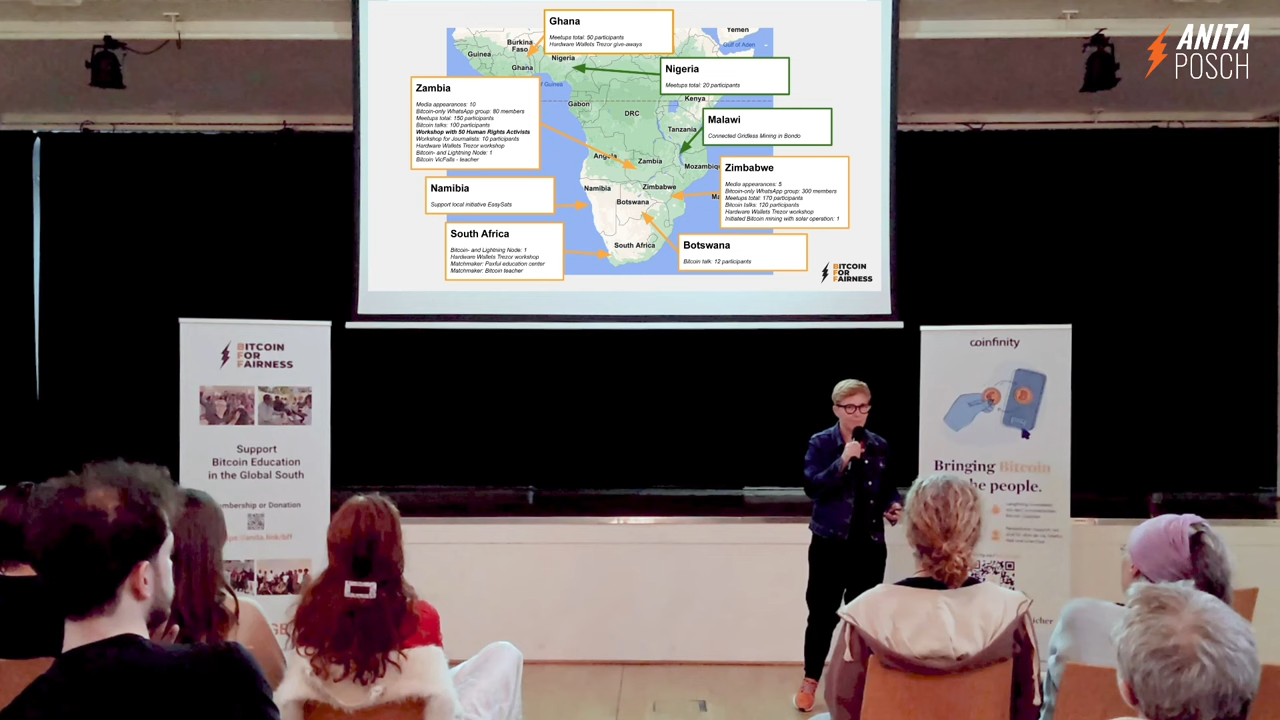 ANITA
POSCH
Ghana
Meetups total: 50 participants
Hardware Wallets Trezor give-aways
Nigeria
Meetups total: 20 participants
Zambia
Media appearances: 10
Bitcoin-only WhatsApp group: 80 members
Meetups total: 150 participants
Bitcoin talks: 100 participants
Workshop with 50 Human Rights Activists
Workshop for Journalists: 10 participants
Hardware Wallets Trezor workshop
Bitcoin- and Lightning Node: 1
Bitcoin VicFalls - teacher
Malawi
Connected Gridless Mining in Bondo
Zimbabwe
Media appearances: 5
Bitcoin-only WhatsApp group: 300 members
Meetups total: 170 participants
Bitcoin talks: 120 participants
Hardware Wallets Trezor workshop
Initiated Bitcoin mining with solar operation: 1
Namibia
Support local initiative EasySats
South Africa
Bitcoin- and Lightning Node: 1
Hardware Wallets Trezor workshop
Matchmaker: Paxful education center
Matchmaker: Bitcoin teacher
Botswana
Bitcoin talk: 12 participants
Guinea
Burkina
Faso
Ghana
Nigeria
Yemen
Gulf of Aden
Gabon
DRC
Kenya
Tanzania
Angola
Zambia
Mozambiq
Namibia
Zimbabwe
Botswana
South Africa
BITCOIN
FOR
FAIRNESS
BITCOIN
FOR
FAIRNESS
Support
Bitcoin Education
in the Global South
mbership or Donation
coinfinity
Bringing Bitcoin
he people.